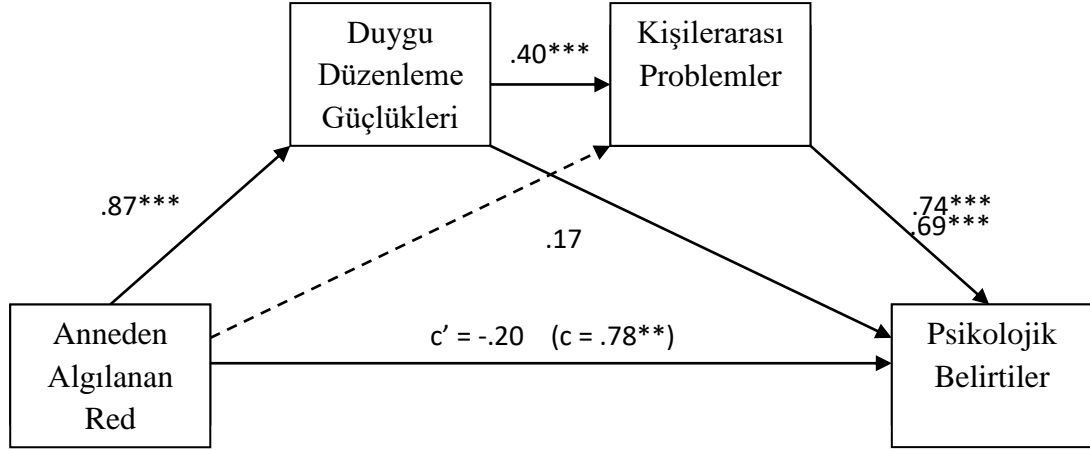 Duygu
Düzenleme
Güçlükleri
.40***
Kişilerarası
Problemler
.87***
.17
.74***
.69***
Anneden
Algılanan
Red
c’ = -.20 (c = .78**)
Psikolojik
Belirtiler